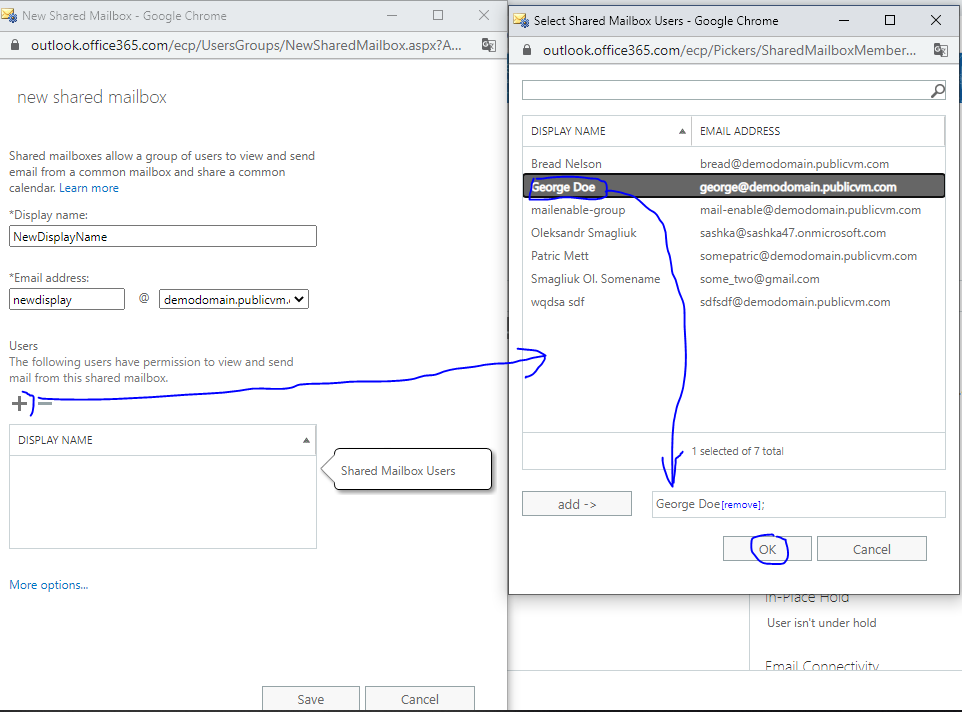 New Shared Mailbox - Google Chrome
outlook.office365.com/ecp/UsersGroups/NewSharedMailbox.aspx?A...
new shared mailbox
Shared mailboxes allow a group of users to view and send
email from a common mailbox and share a common
calendar. Learn more
*Display name:
NewDisplayName
*Email address:
newdisplay @ demodomain.publicvm.
Users
The following users have permission to view and send
mail from this shared mailbox.
DISPLAY NAME
Shared Mailbox Users
More options...
Save Cancel
Select Shared Mailbox Users - Google Chrome
outlook.office365.com/ecp/Pickers/SharedMailboxMember...
DISPLAY NAME EMAIL ADDRESS
Bread Nelson bread@demodomain.publicvm.com
George Doe george@demodomain.publicvm.com
mailenable-group mail-enable@demodomain.publicvm.com
Oleksandr Smagliuk sashka@sashka47.onmicrosoft.com
Patric Mett somepatric@demodomain.publicvm.com
Smagliuk Ol. Somename some_two@gmail.com
wqdsa sdf sdfsdf@demodomain.publicvm.com
1 selected of 7 total
add -> George Doe[remove];
OK Cancel
In-Place Hold
User isn't under hold
Email Connectivity